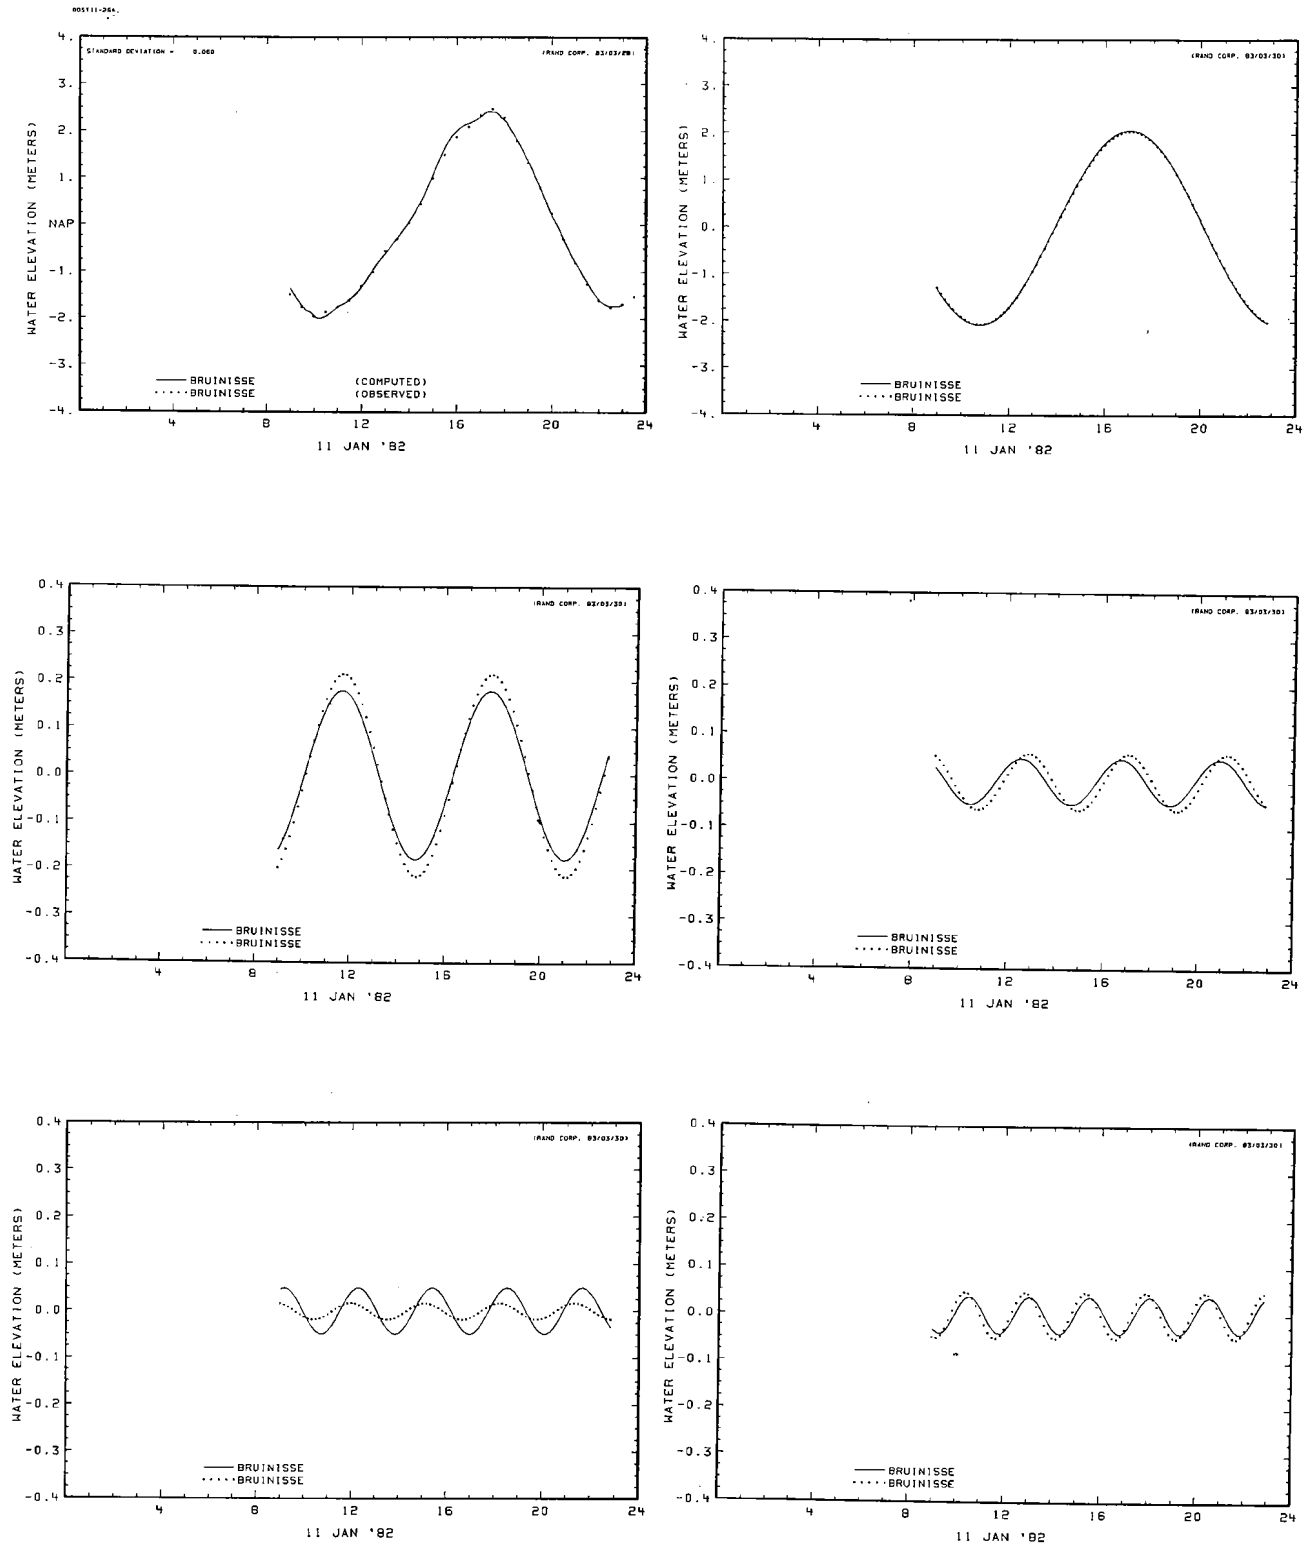 OOST11-26A.
STANDARD DEVIATION = 0.060
(RAND CORP. 83/03/28)
4.
3.
2.
1.
NAP
-1.
-2.
-3.
-4.
WATER ELEVATION (METERS)
BRUINISSE (COMPUTED)
BRUINISSE (OBSERVED)
4 8 12 16 20 24
11 JAN '82
(RAND CORP. 83/03/30)
4.
3.
2.
1.
0.
-1.
-2.
-3.
-4.
WATER ELEVATION (METERS)
BRUINISSE
BRUINISSE
4 8 12 16 20 24
11 JAN '82
(RAND CORP. 83/03/30)
0.4
0.3
0.2
0.1
0.0
-0.1
-0.2
-0.3
-0.4
WATER ELEVATION (METERS)
BRUINISSE
BRUINISSE
4 8 12 16 20 24
11 JAN '82
(RAND CORP. 83/03/30)
0.4
0.3
0.2
0.1
0.0
-0.1
-0.2
-0.3
-0.4
WATER ELEVATION (METERS)
BRUINISSE
BRUINISSE
4 8 12 16 20 24
11 JAN '82
(RAND CORP. 83/03/30)
0.4
0.3
0.2
0.1
0.0
-0.1
-0.2
-0.3
-0.4
WATER ELEVATION (METERS)
BRUINISSE
BRUINISSE
4 8 12 16 20 24
11 JAN '82
(RAND CORP. 83/03/30)
0.4
0.3
0.2
0.1
0.0
-0.1
-0.2
-0.3
-0.4
WATER ELEVATION (METERS)
BRUINISSE
BRUINISSE
4 8 12 16 20 24
11 JAN '82